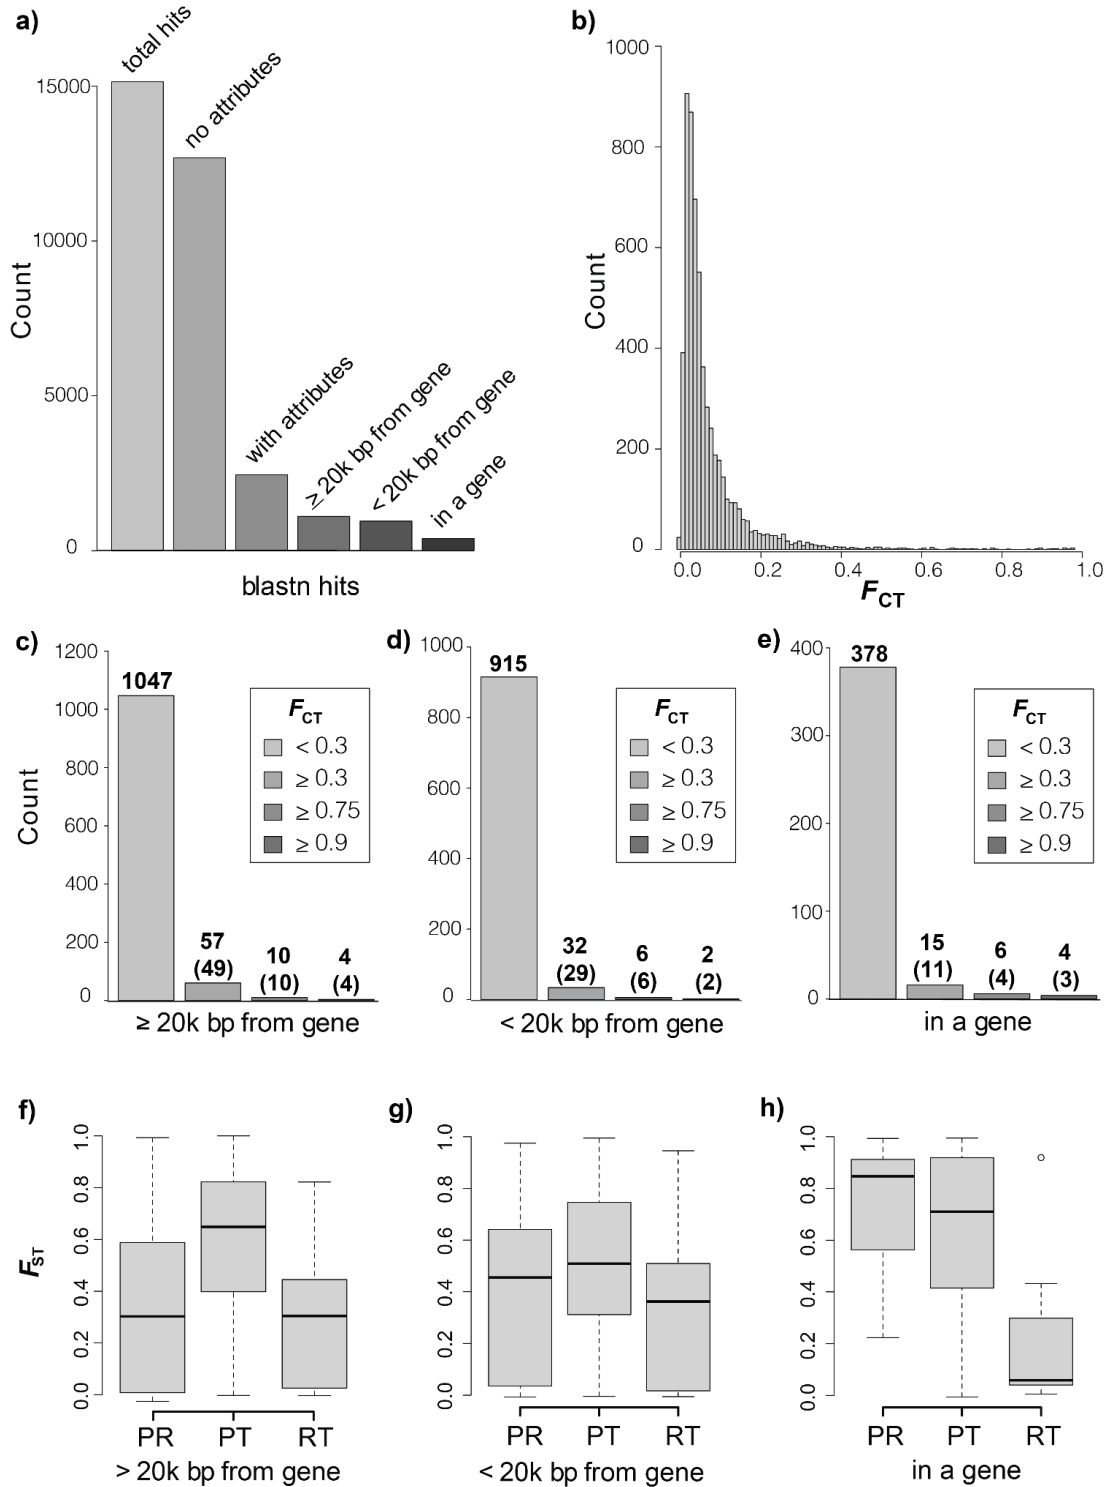 a)
total hits
no attributes
with attributes
≥ 20k bp from gene
< 20k bp from gene
in a gene
15000
10000
5000
0
Count
blastn hits
b)
1000
800
600
400
200
0
Count
0.0 0.2 0.4 0.6 0.8 1.0
FCT
c)
1200
1000
800
600
400
200
0
Count
1047
57
(49)
10
(10)
4
(4)
FCT
< 0.3
≥ 0.3
≥ 0.75
≥ 0.9
≥ 20k bp from gene
d)
1000
800
600
400
200
0
915
32
(29)
6
(6)
2
(2)
FCT
< 0.3
≥ 0.3
≥ 0.75
≥ 0.9
< 20k bp from gene
e)
400
300
200
100
0
378
15
(11)
6
(4)
4
(3)
FCT
< 0.3
≥ 0.3
≥ 0.75
≥ 0.9
in a gene
f)
1.0
0.8
0.6
0.4
0.2
0.0
FST
PR PT RT
> 20k bp from gene
g)
1.0
0.8
0.6
0.4
0.2
0.0
PR PT RT
< 20k bp from gene
h)
1.0
0.8
0.6
0.4
0.2
0.0
PR PT RT
in a gene